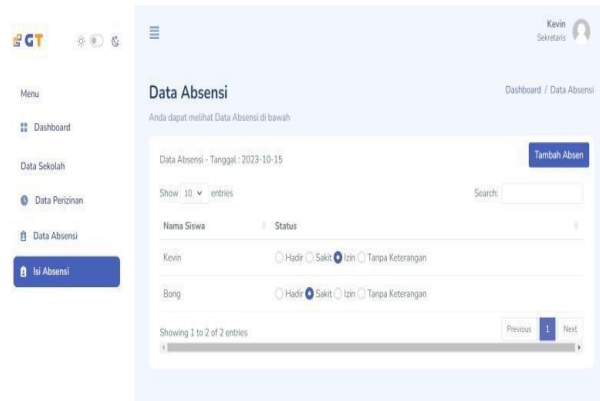 GT
Kevin
Sekretaris
Menu
Dashboard
Data Sekolah
Data Perizinan
Data Absensi
Isi Absensi
Data Absensi
Dashboard / Data Absensi
Anda dapat melihat Data Absensi di bawah
Data Absensi - Tanggal : 2023-10-15
Tambah Absen
Show 10 entries
Search:
Nama Siswa Status
Kevin Hadir Sakit Izin Tanpa Keterangan
Bong Hadir Sakit Izin Tanpa Keterangan
Showing 1 to 2 of 2 entries
Previous 1 Next